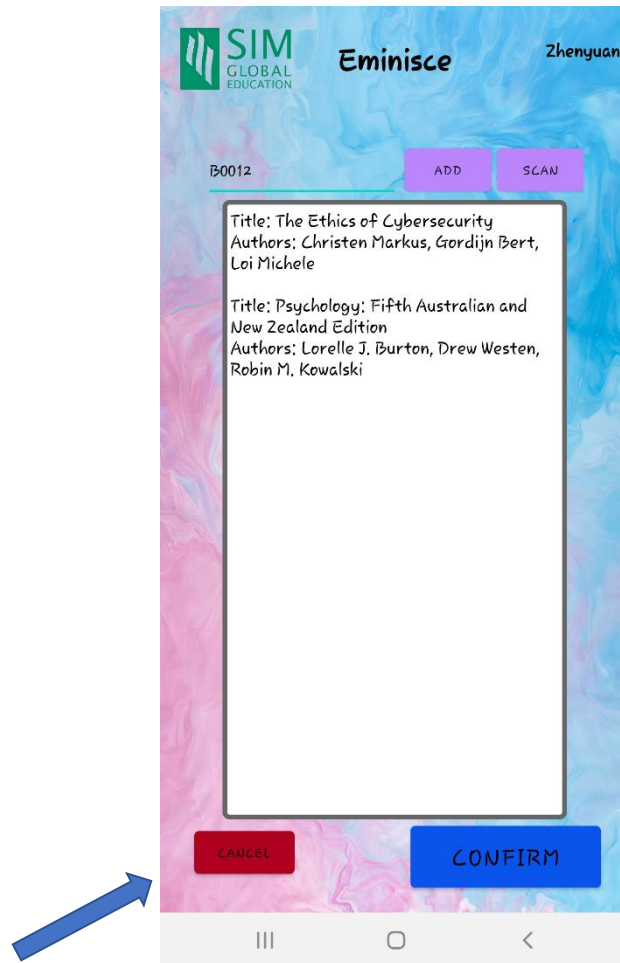 SIM
GLOBAL
EDUCATION
Eminisce
Zhenyuan
B0012
ADD
SCAN
Title: The Ethics of Cybersecurity
Authors: Christen Markus, Gordijn Bert,
Loi Michele
Title: Psychology: Fifth Australian and
New Zealand Edition
Authors: Lorelle J. Burton, Drew Westen,
Robin M. Kowalski
CANCEL
CONFIRM